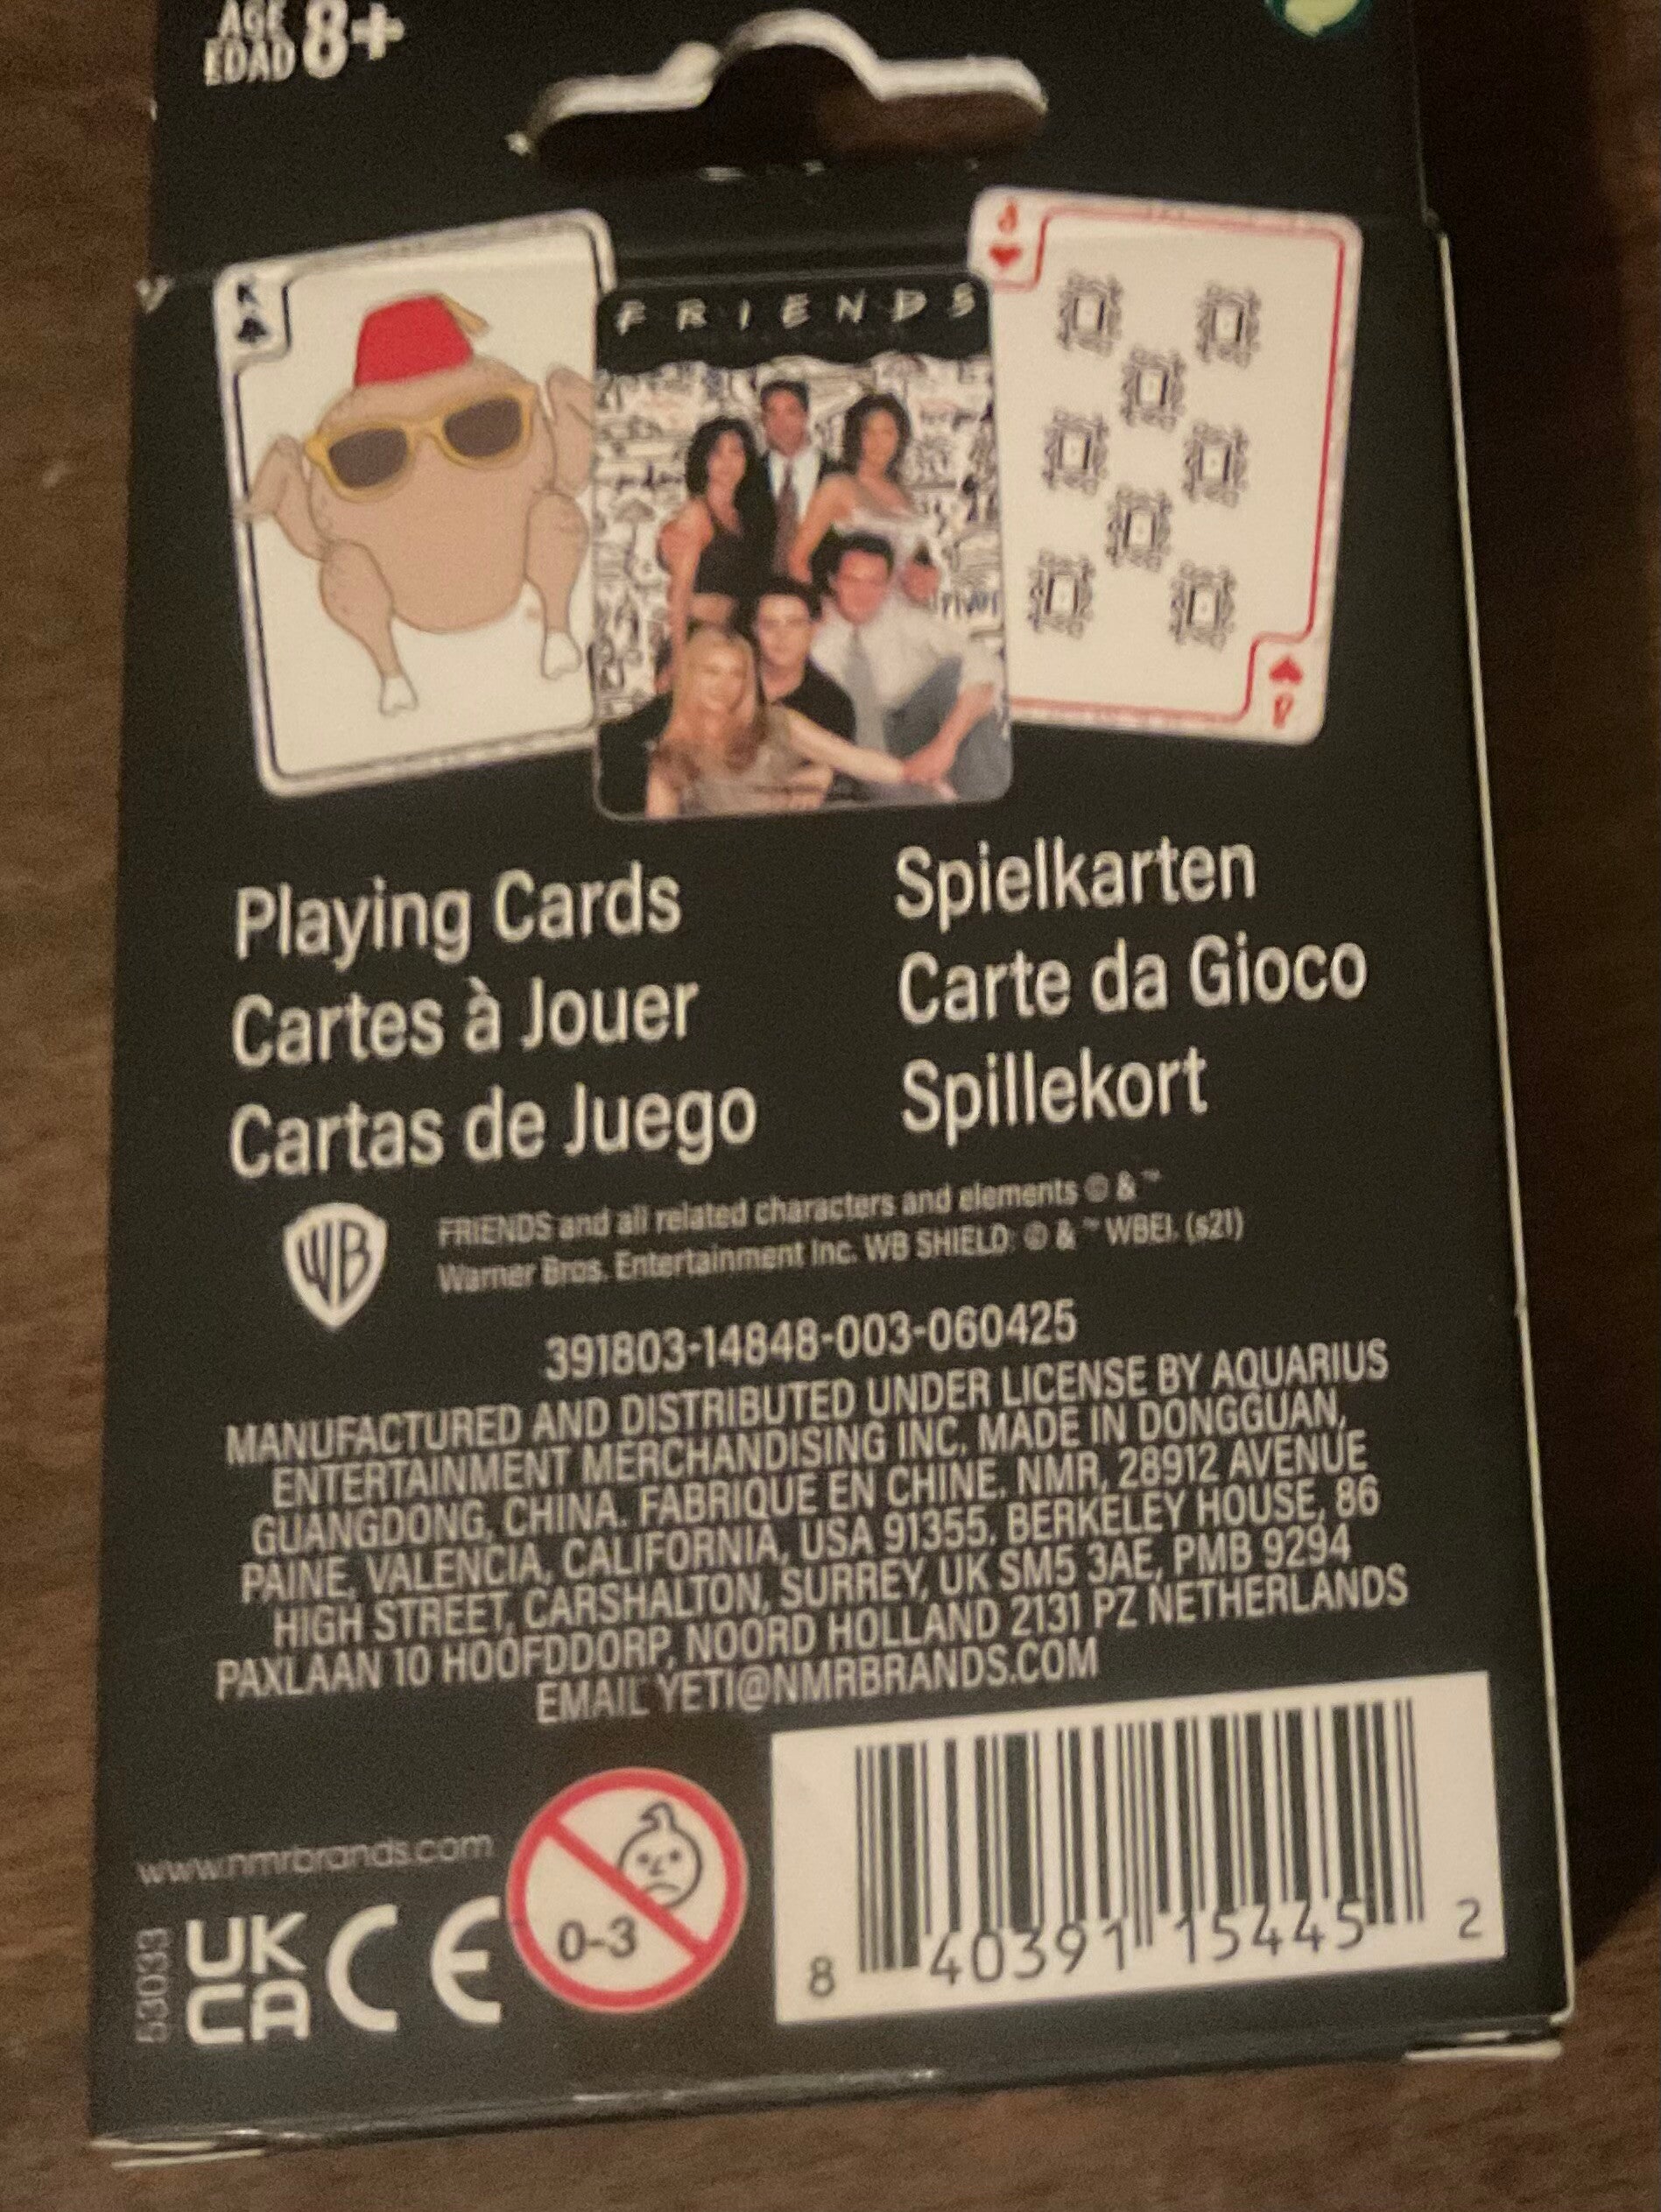 AGE
EDAD 8+
K
8
FRIENDS
8
Playing Cards
Cartes à Jouer
Cartas de Juego
Spielkarten
Carte da Gioco
Spillekort
WB
FRIENDS and all related characters and elements © & ™
Warner Bros. Entertainment Inc. WB SHIELD: © & ™ WBEI. (s21)
391803-14848-003-060425
MANUFACTURED AND DISTRIBUTED UNDER LICENSE BY AQUARIUS
ENTERTAINMENT MERCHANDISING INC. MADE IN DONGGUAN,
GUANGDONG, CHINA. FABRIQUE EN CHINE. NMR, 28912 AVENUE
PAINE, VALENCIA, CALIFORNIA, USA 91355. BERKELEY HOUSE, 86
HIGH STREET, CARSHALTON, SURREY, UK SM5 3AE, PMB 9294
PAXLAAN 10 HOOFDDORP, NOORD HOLLAND 2131 PZ NETHERLANDS
EMAIL YETI@NMRBRANDS.COM
www.nmrbrands.com
53033
UK
CA
CE
0-3
8 40391 15445 2